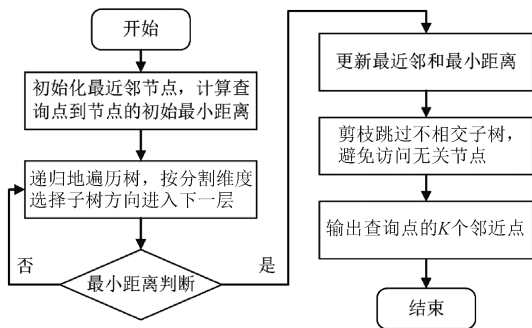 开始
初始化最近邻节点，计算查
询点到节点的初始最小距离
递归地遍历树，按分割维度
选择子树方向进入下一层
最小距离判断
否
是
更新最近邻和最小距离
剪枝跳过不相交子树，
避免访问无关节点
输出查询点的K个邻近点
结束